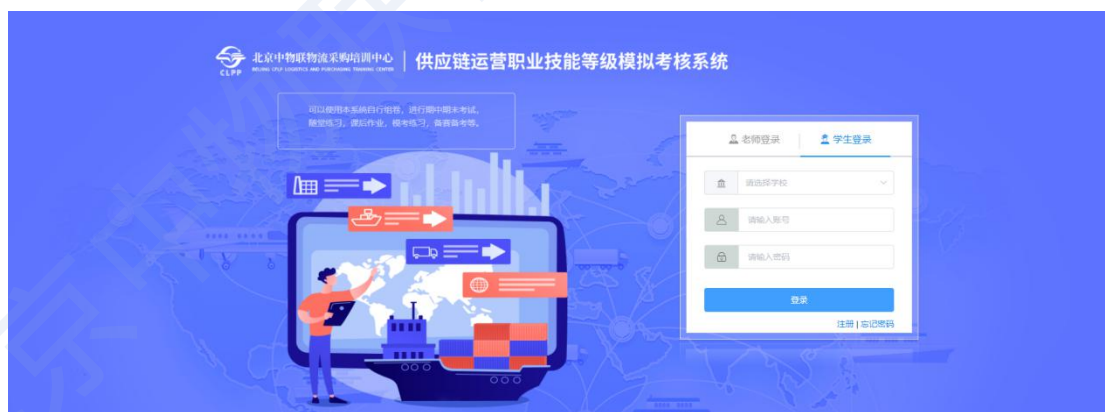 北京中物联物流采购培训中心
BEIJING CFLP LOGISTICS AND PURCHASING TRAINING CENTER
CLPP
供应链运营职业技能等级模拟考核系统
可以使用本系统自行组卷，进行期中期末考试，
随堂练习，课后作业，模考练习，备赛备考等。
老师登录
学生登录
请选择学校
请输入账号
请输入密码
登录
注册 | 忘记密码